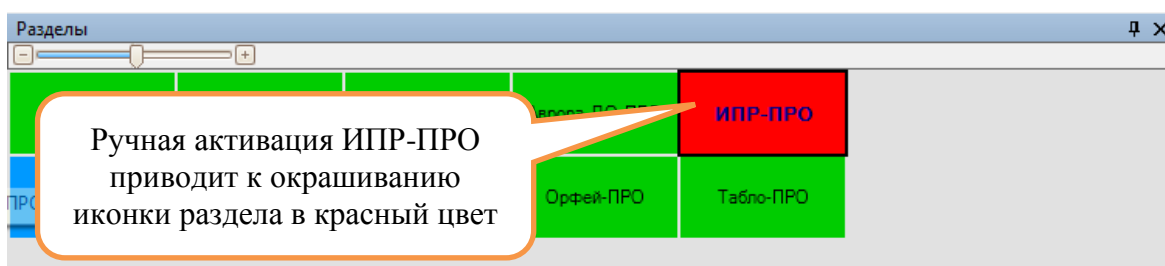 Разделы
ИПР-ПРО
Ручная активация ИПР-ПРО
приводит к окрашиванию
иконки раздела в красный цвет
Орфей-ПРО
Табло-ПРО